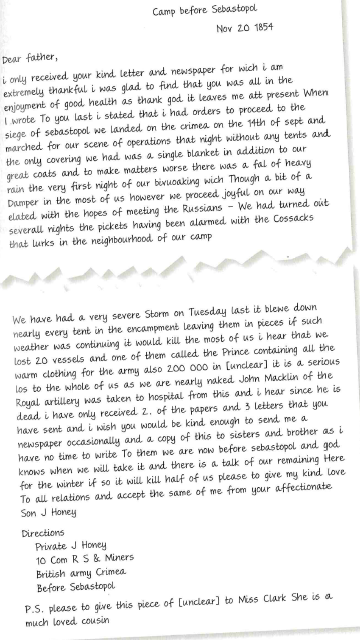 Camp before Sebastopol
Nov 20 1854
Dear father,
i only received your kind letter and newspaper for wich i am
extremely thankful i was glad to find that you was all in the
enjoyment of good health as thank god it leaves me att present When
I wrote To you last i stated that i had orders to proceed to the
siege of sebastopol we landed on the crimea on the 14th of sept and
marched for our scene of operations that night without any tents and
the only covering we had was a single blanket in addition to our
great coats and to make matters worse there was a fal of heavy
rain the very first night of our bivuoaking wich Though a bit of a
Damper in the most of us however we proceed joyful on our way
elated with the hopes of meeting the Russians – We had turned out
severall nights the pickets having been alarmed with the Cossacks
that lurks in the neighbourhood of our camp
We have had a very severe Storm on Tuesday last it blewe down
nearly every tent in the encampment leaving them in pieces if such
weather was continuing it would kill the most of us i hear that we
lost 20 vessels and one of them called the Prince containing all the
warm clothing for the army also 200 000 in [unclear] it is a serious
los to the whole of us as we are nearly naked John Macklin of the
Royal artillery was taken to hospital from this and i hear since he is
dead i have only received 2. of the papers and 3 letters that you
have sent and i wish you would be kind enough to send me a
newspaper occasionally and a copy of this to sisters and brother as i
have no time to write To them we are now before sebastopol and god
knows when we will take it and there is a talk of our remaining Here
for the winter if so it will kill half of us please to give my kind love
To all relations and accept the same of me from your affectionate
Son J Honey
Directions
Private J Honey
10 Com R S & Miners
British army Crimea
Before Sebastopol
P.S. please to give this piece of [unclear] to Miss Clark She is a
much loved cousin